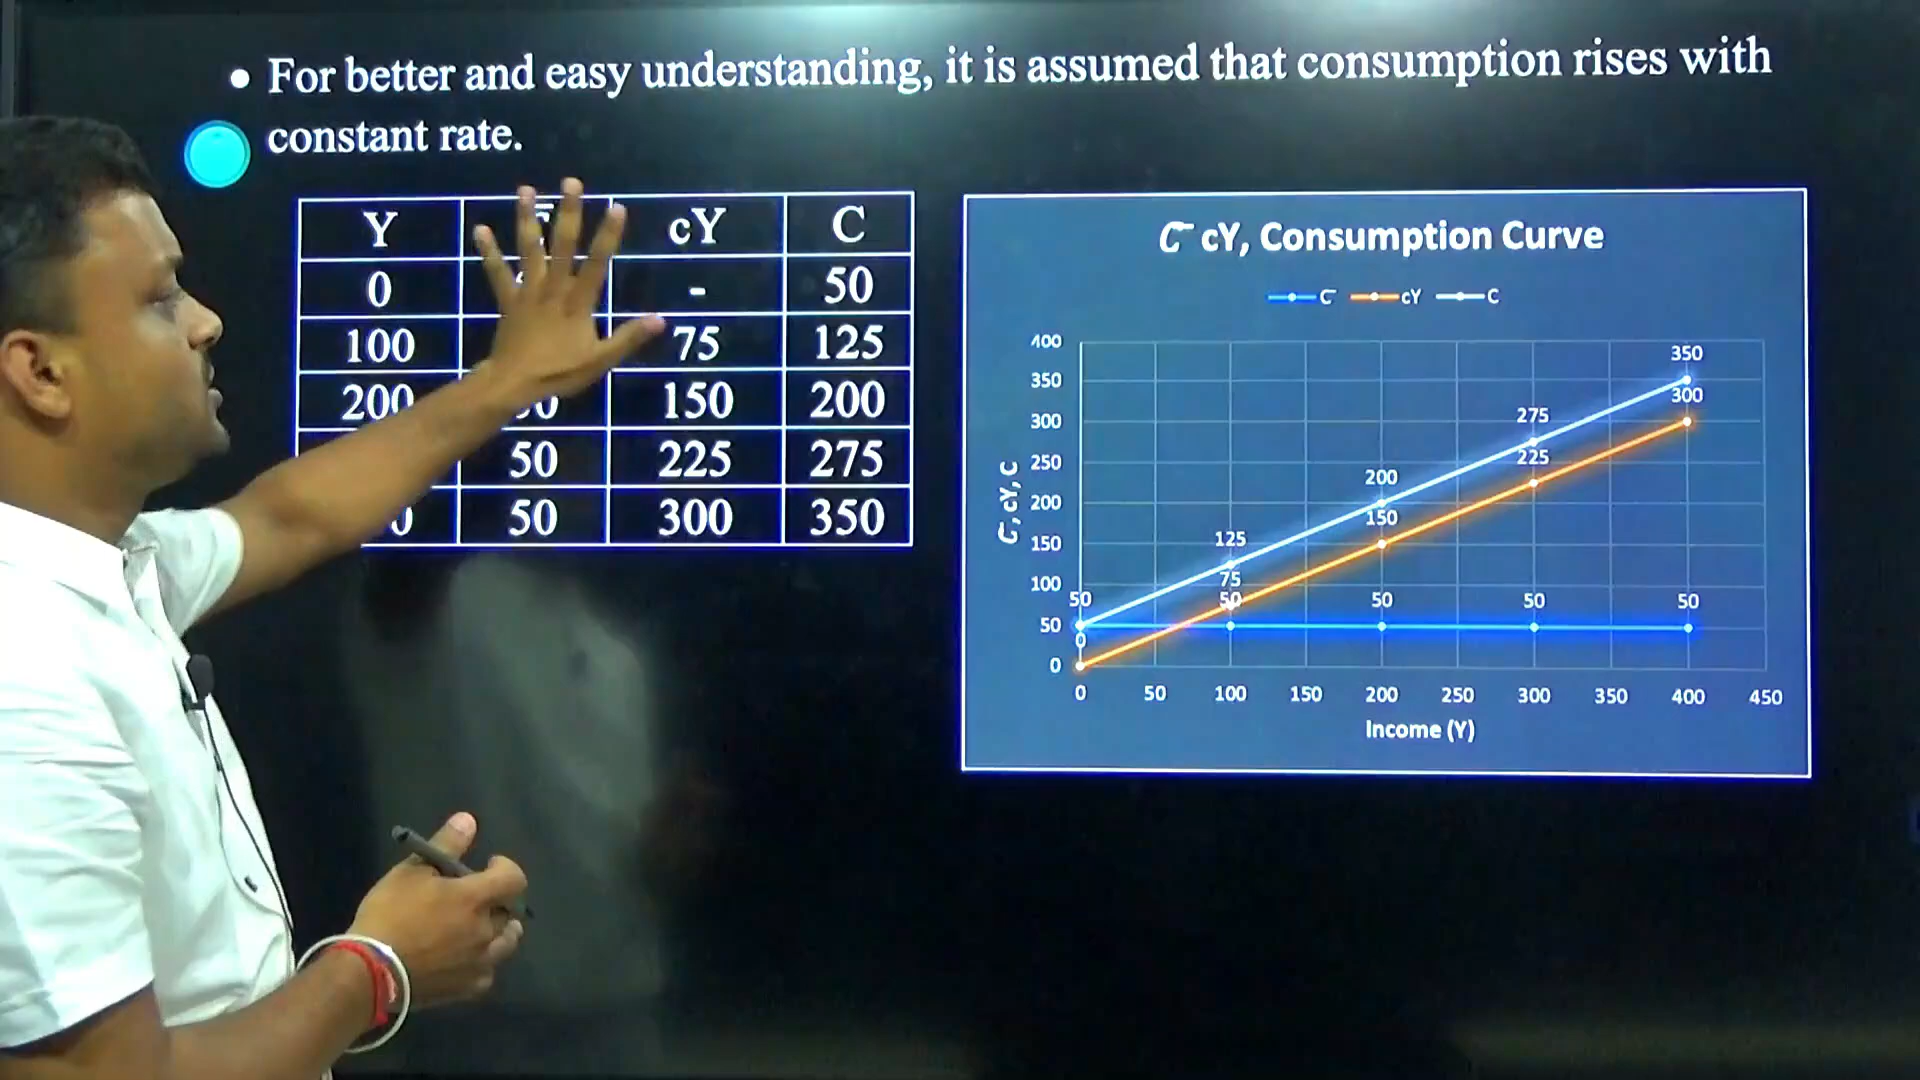 • For better and easy understanding, it is assumed that consumption rises with
constant rate.
Y cY C
0 - 50
100 75 125
200 150 200
50 225 275
50 300 350
C̅ cY, Consumption Curve
C̅ cY C
C̅, cY, C
400
350
300
250
200
150
100
50
0
350
300
275
225
200
150
125
75
50
50 50 50 50
0
0 50 100 150 200 250 300 350 400 450
Income (Y)